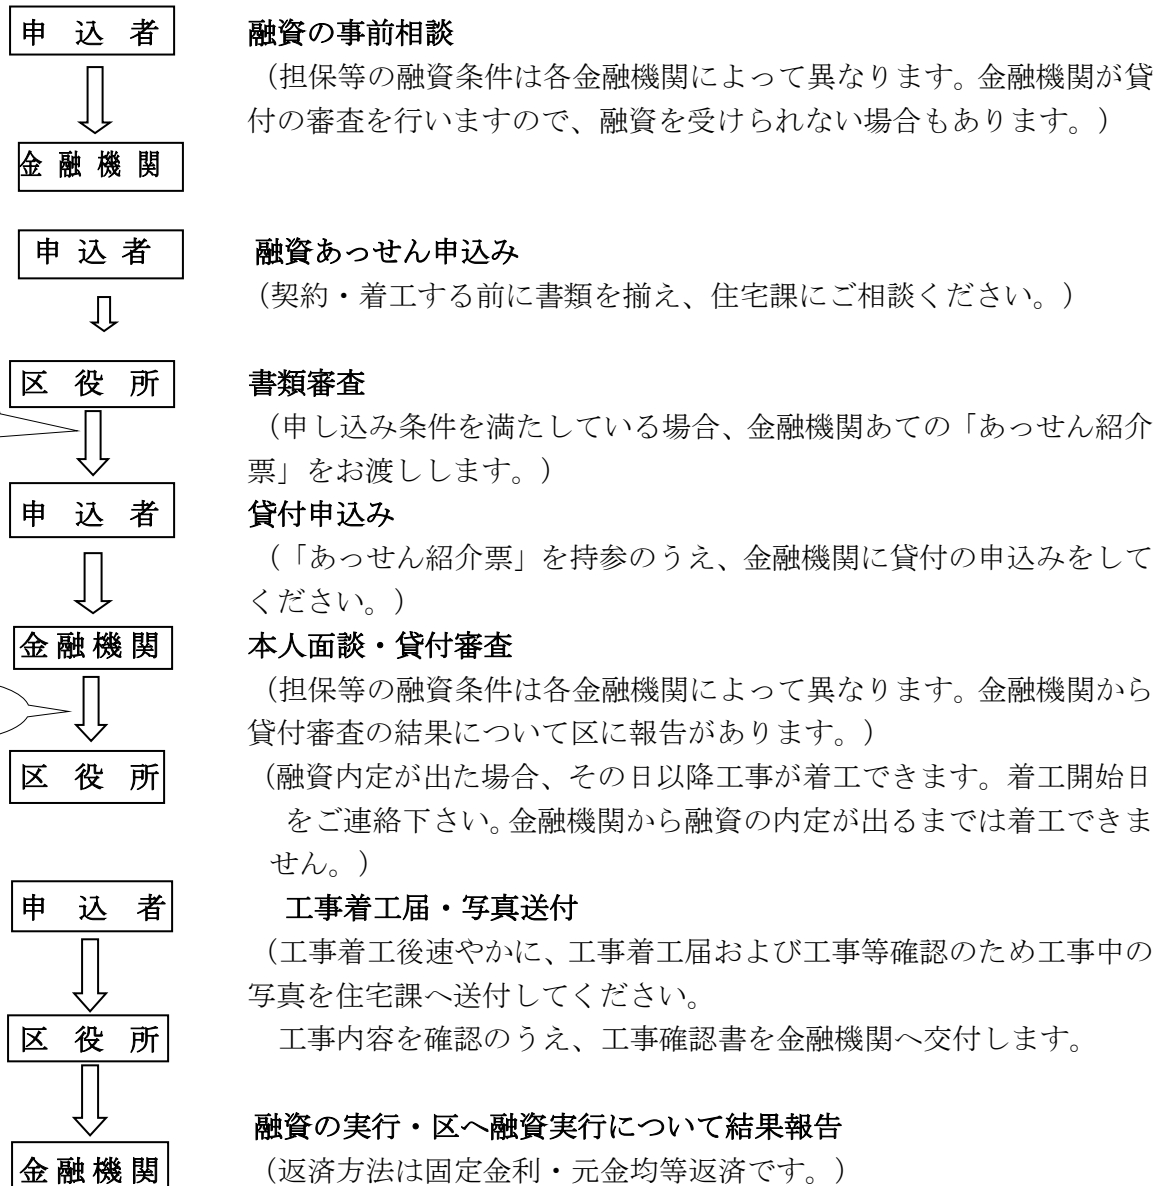 申 込 者
融資の事前相談
（担保等の融資条件は各金融機関によって異なります。金融機関が貸
付の審査を行いますので、融資を受けられない場合もあります。）
金 融 機 関
申 込 者
融資あっせん申込み
（契約・着工する前に書類を揃え、住宅課にご相談ください。）
区 役 所
書類審査
（申し込み条件を満たしている場合、金融機関あての「あっせん紹介
票」をお渡しします。）
申 込 者
貸付申込み
（「あっせん紹介票」を持参のうえ、金融機関に貸付の申込みをして
ください。）
金 融 機 関
本人面談・貸付審査
（担保等の融資条件は各金融機関によって異なります。金融機関から
貸付審査の結果について区に報告があります。）
区 役 所
（融資内定が出た場合、その日以降工事が着工できます。着工開始日
をご連絡下さい。金融機関から融資の内定が出るまでは着工できま
せん。）
申 込 者
工事着工届・写真送付
（工事着工後速やかに、工事着工届および工事等確認のため工事中の
写真を住宅課へ送付してください。
区 役 所
工事内容を確認のうえ、工事確認書を金融機関へ交付します。
融資の実行・区へ融資実行について結果報告
金 融 機 関
（返済方法は固定金利・元金均等返済です。）